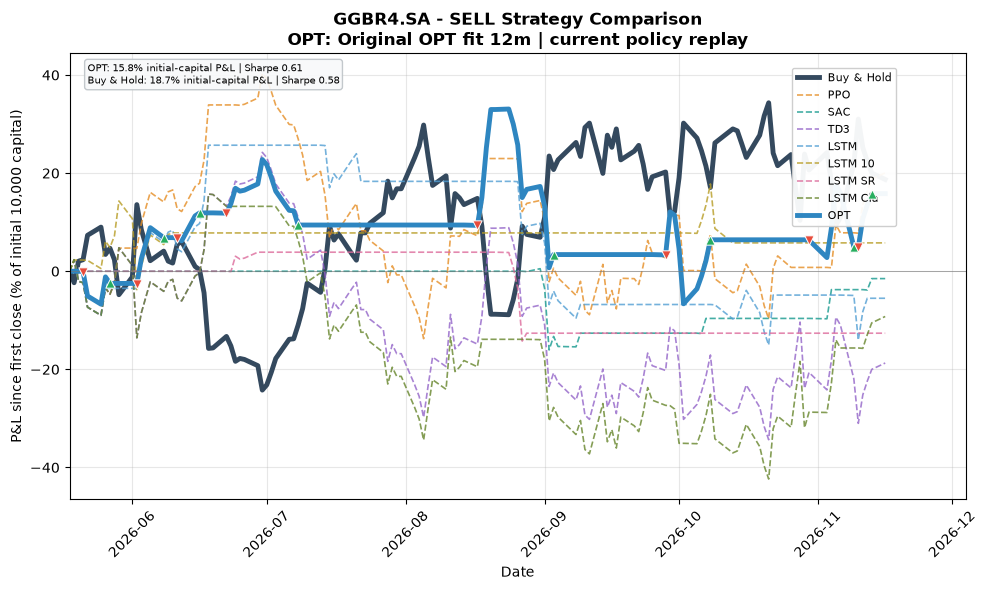 GGBR4.SA - SELL Strategy Comparison
OPT: Original OPT fit 12m | current policy replay
OPT: 15.8% initial-capital P&L | Sharpe 0.61
Buy & Hold: 18.7% initial-capital P&L | Sharpe 0.58
Buy & Hold
PPO
SAC
TD3
LSTM
LSTM 10
LSTM SR
LSTM
OPT
P&L since first close (% of initial 10,000 capital)
40
20
0
−20
−40
2026-06
2026-07
2026-08
2026-09
2026-10
2026-11
2026-12
Date